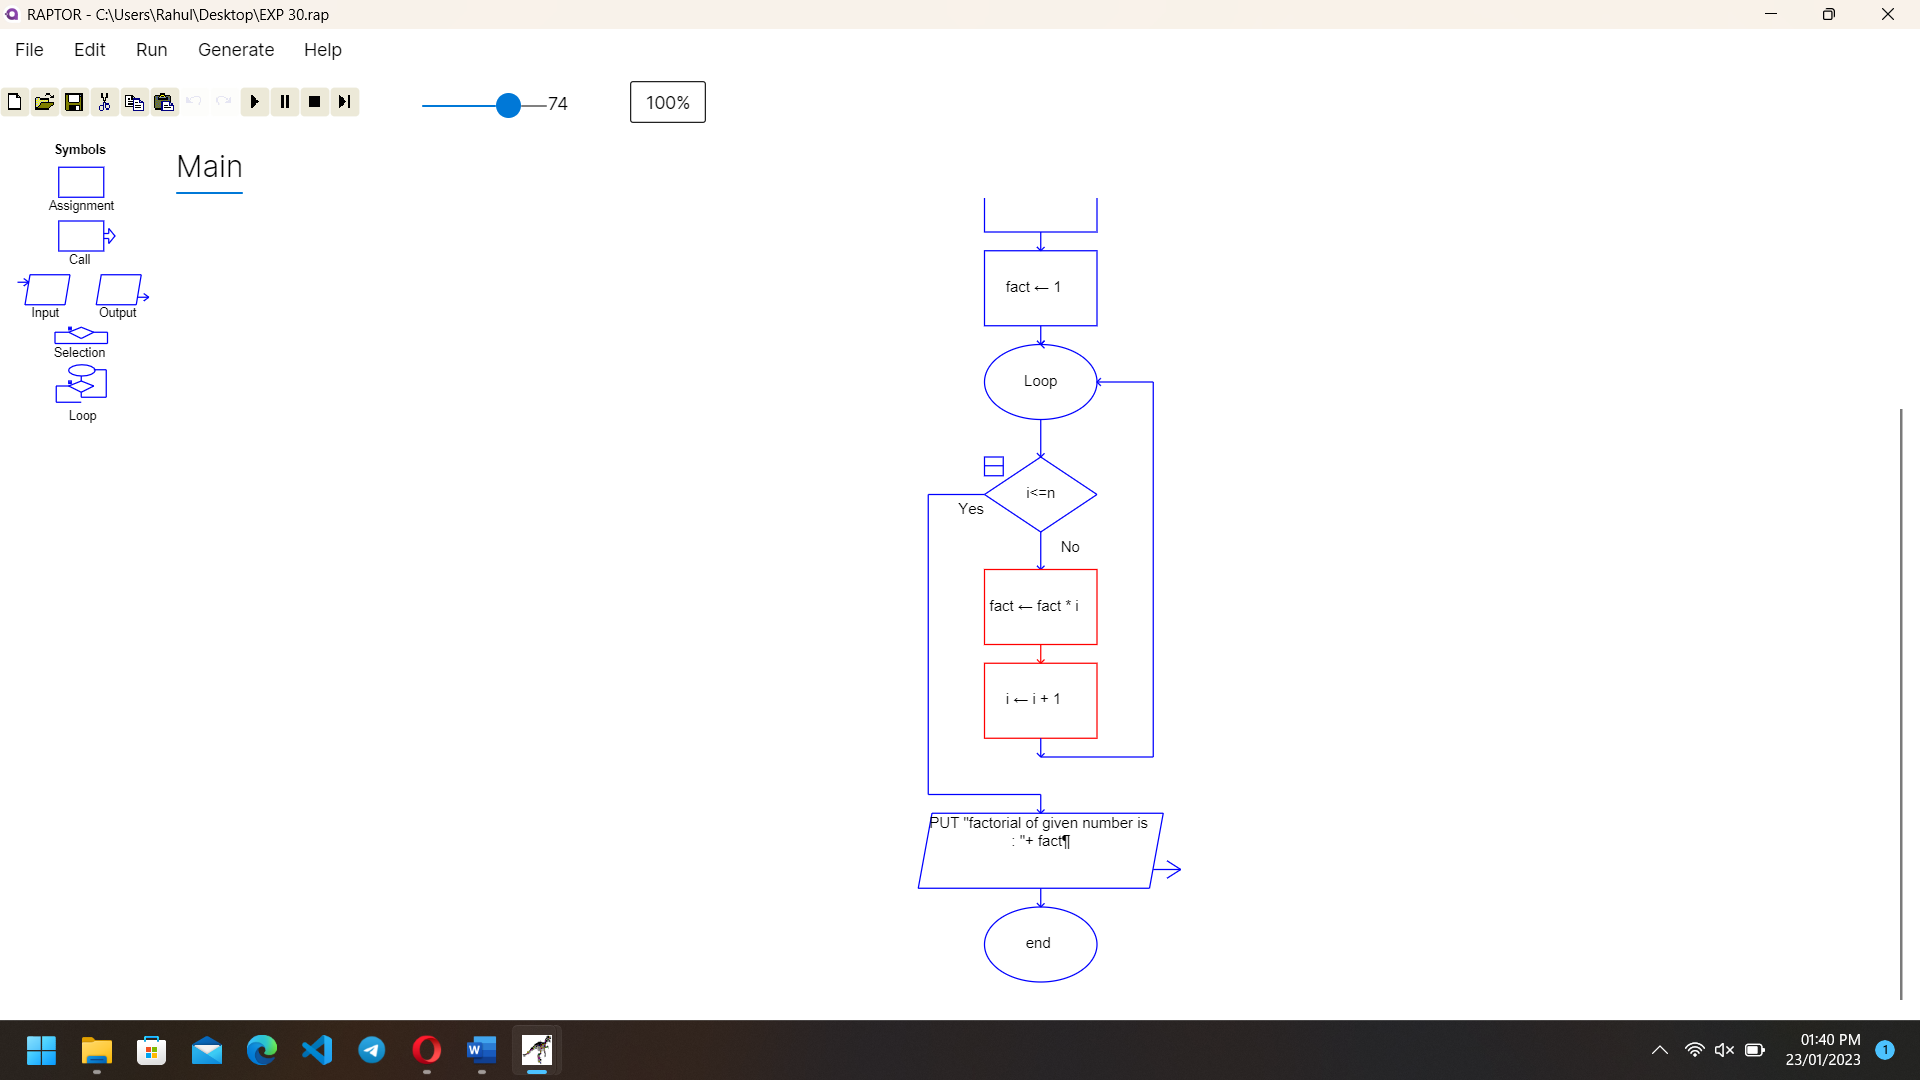 RAPTOR - C:\Users\Rahul\Desktop\EXP 30.rap
File Edit Run Generate Help
74
100%
Symbols
Assignment
Call
Input Output
Selection
Loop
Main
fact ← 1
Loop
i<=n
Yes
No
fact ← fact * i
i ← i + 1
PUT "factorial of given number is
: "+ fact¶
end
W
01:40 PM
23/01/2023
1